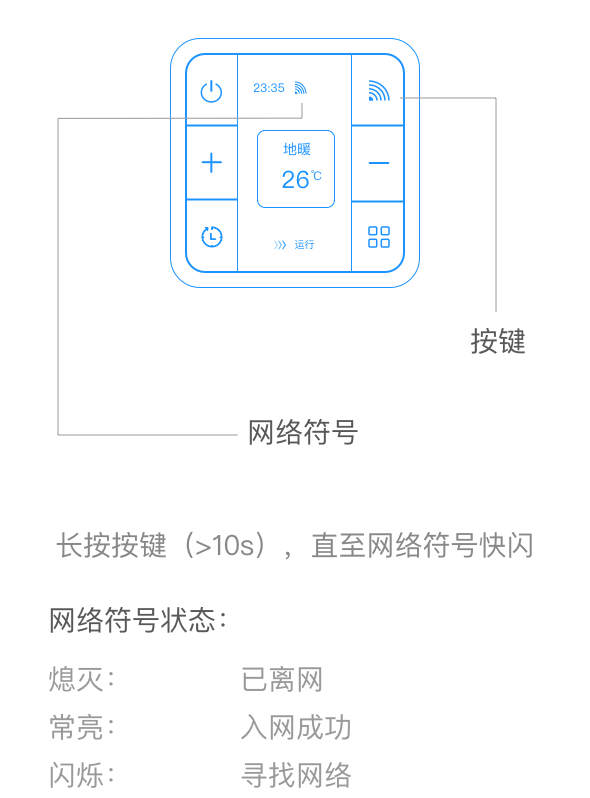 23:35
地暖
26℃
运行
按键
网络符号
长按按键（>10s），直至网络符号快闪
网络符号状态：
熄灭： 已离网
常亮： 入网成功
闪烁： 寻找网络